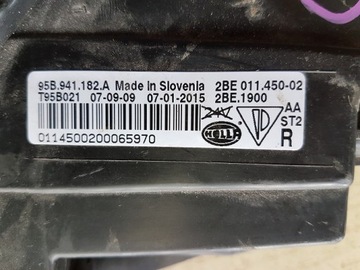 95B.941.182.A Made in Slovenia 2BE 011.450-02
T95B021 07-09-09 07-01-2015 2BE.1900
24V AA
HELLA ST2
R
0114500200065970